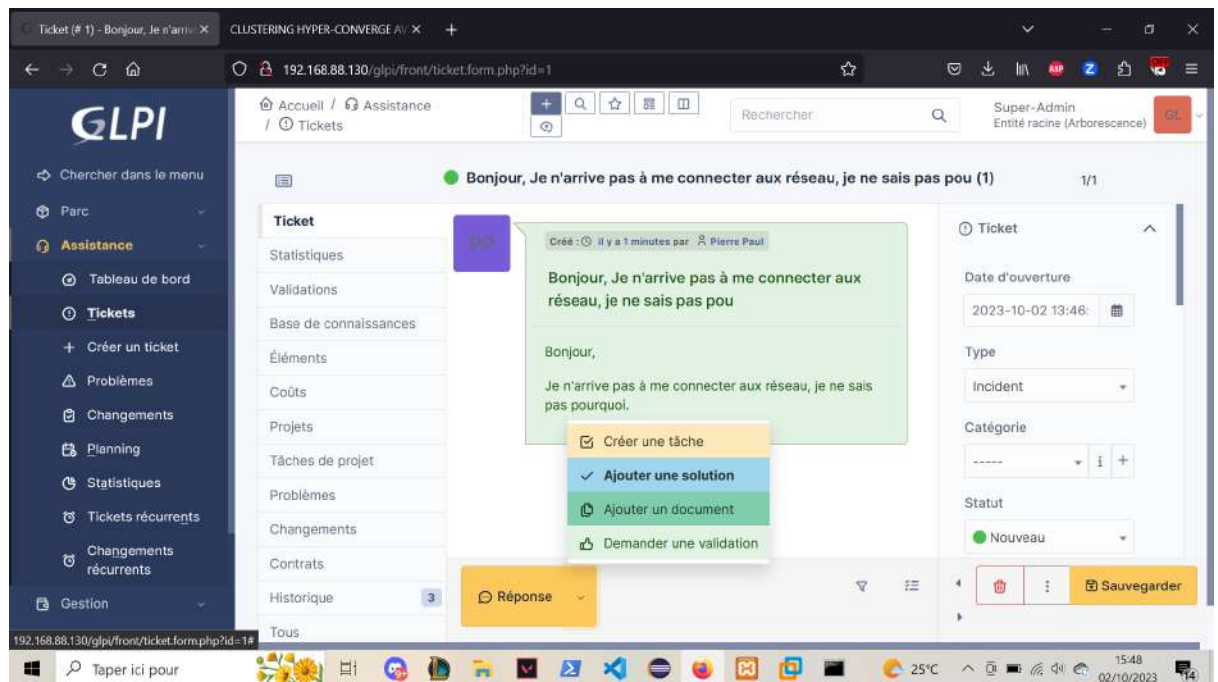 Ticket (# 1) - Bonjour, Je n'arriv
CLUSTERING HYPER-CONVERGE AV
192.168.88.130/glpi/front/ticket.form.php?id=1
GLPI
Accueil / Assistance
/ Tickets
Rechercher
Super-Admin
Entité racine (Arborescence)
GL
Chercher dans le menu
Parc
Assistance
Tableau de bord
Tickets
Créer un ticket
Problèmes
Changements
Planning
Statistiques
Tickets récurrents
Changements
récurrents
Gestion
Bonjour, Je n'arrive pas à me connecter aux réseau, je ne sais pas pou (1)
1/1
Ticket
Statistiques
Validations
Base de connaissances
Éléments
Coûts
Projets
Tâches de projet
Problèmes
Changements
Contrats
Historique 3
Tous
PP
Créé : il y a 1 minutes par Pierre Paul
Bonjour, Je n'arrive pas à me connecter aux
réseau, je ne sais pas pou
Bonjour,
Je n'arrive pas à me connecter aux réseau, je ne sais
pas pourquoi.
Créer une tâche
Ajouter une solution
Ajouter un document
Demander une validation
Réponse
Ticket
Date d'ouverture
2023-10-02 13:46:
Type
Incident
Catégorie
-----
Statut
Nouveau
Sauvegarder
192.168.88.130/glpi/front/ticket.form.php?id=1#
Taper ici pour
25°C
15:48
02/10/2023
14